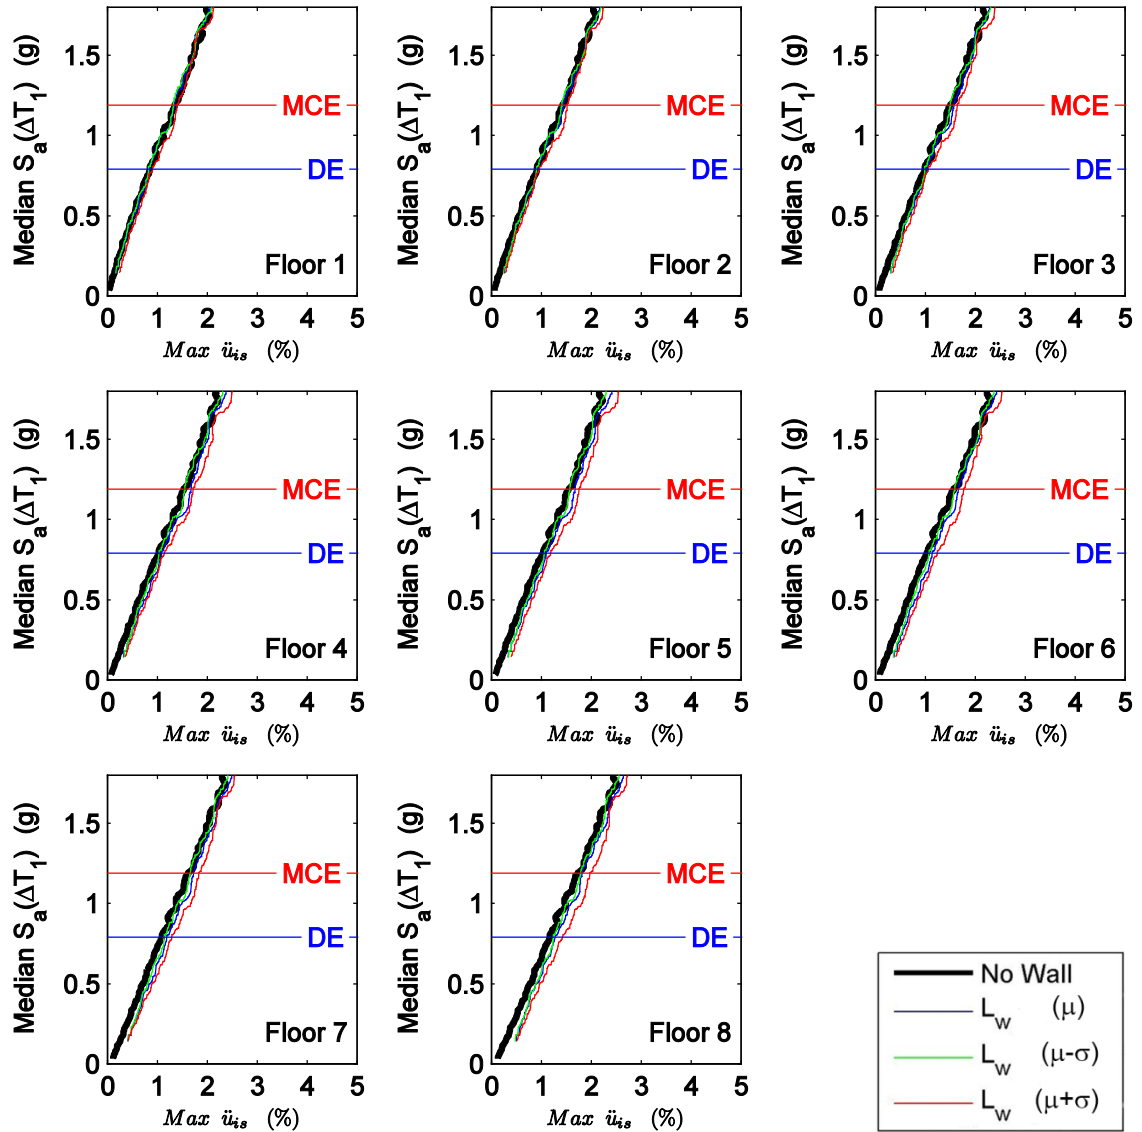 Median Sa(ΔT1) (g)
1.5
1
0.5
0
MCE
DE
Floor 1
0 1 2 3 4 5
Max üis (%)
Median Sa(ΔT1) (g)
1.5
1
0.5
0
MCE
DE
Floor 2
0 1 2 3 4 5
Max üis (%)
Median Sa(ΔT1) (g)
1.5
1
0.5
0
MCE
DE
Floor 3
0 1 2 3 4 5
Max üis (%)
Median Sa(ΔT1) (g)
1.5
1
0.5
0
MCE
DE
Floor 4
0 1 2 3 4 5
Max üis (%)
Median Sa(ΔT1) (g)
1.5
1
0.5
0
MCE
DE
Floor 5
0 1 2 3 4 5
Max üis (%)
Median Sa(ΔT1) (g)
1.5
1
0.5
0
MCE
DE
Floor 6
0 1 2 3 4 5
Max üis (%)
Median Sa(ΔT1) (g)
1.5
1
0.5
0
MCE
DE
Floor 7
0 1 2 3 4 5
Max üis (%)
Median Sa(ΔT1) (g)
1.5
1
0.5
0
MCE
DE
Floor 8
0 1 2 3 4 5
Max üis (%)
No Wall
Lw (μ)
Lw (μ-σ)
Lw (μ+σ)